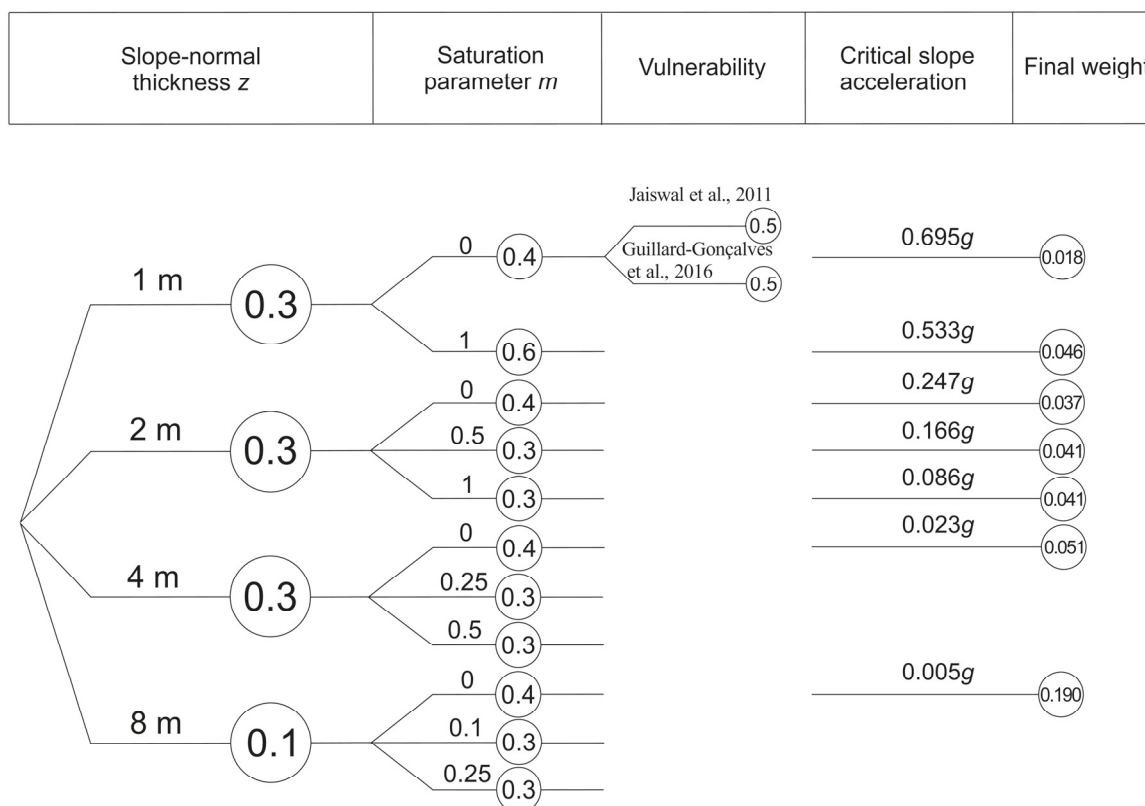 Slope-normal
thickness z
Saturation
parameter m
Vulnerability
Critical slope
acceleration
Final weight
Jaiswal et al., 2011
0.5
0
0.4
Guillard-Gonçalves
et al., 2016
0.5
0.695g
0.018
1 m
0.3
1
0.6
0.533g
0.046
0
0.4
0.247g
0.037
2 m
0.3
0.5
0.3
0.166g
0.041
1
0.3
0.086g
0.041
0
0.4
0.023g
0.051
4 m
0.3
0.25
0.3
0.5
0.3
0
0.4
0.005g
0.190
8 m
0.1
0.1
0.3
0.25
0.3